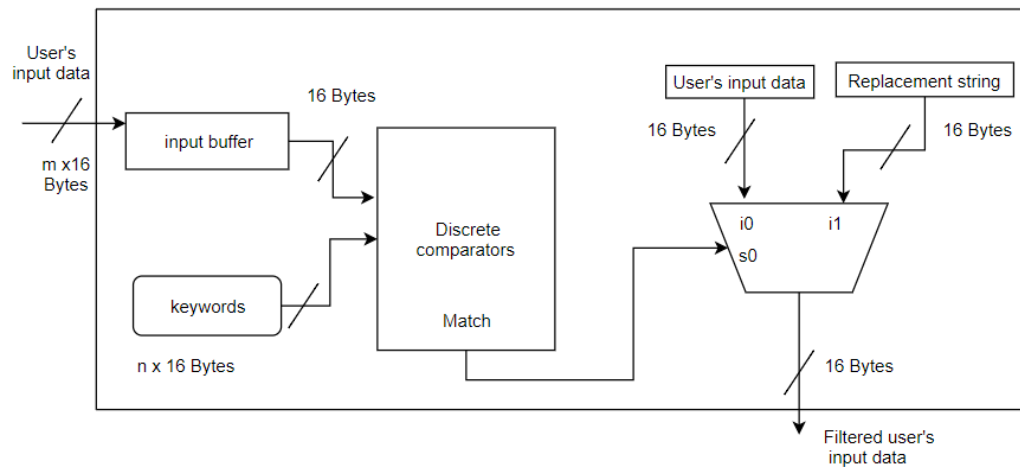 User's
input data
m x16
Bytes
input buffer
16 Bytes
keywords
n x 16 Bytes
Discrete
comparators
Match
User's input data
Replacement string
16 Bytes
16 Bytes
i0
i1
s0
16 Bytes
Filtered user's
input data